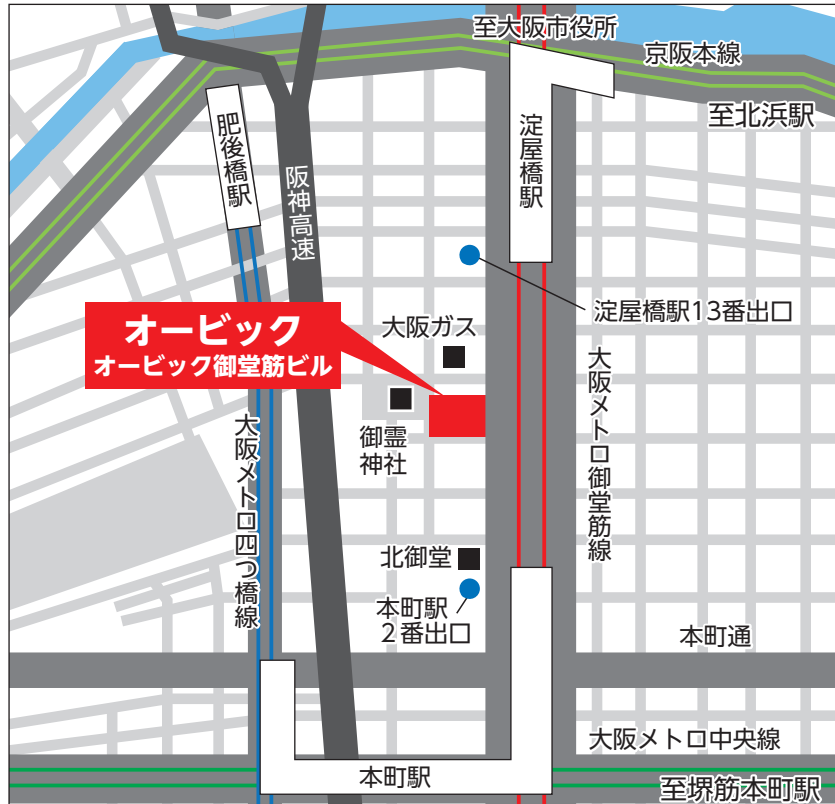 至大阪市役所
京阪本線
至北浜駅
肥後橋駅
淀屋橋駅
阪神高速
淀屋橋駅13番出口
オービック
オービック御堂筋ビル
大阪ガス
大阪メトロ御堂筋線
御霊
神社
大阪メトロ四つ橋線
北御堂
本町駅
2番出口
本町通
大阪メトロ中央線
本町駅
至堺筋本町駅